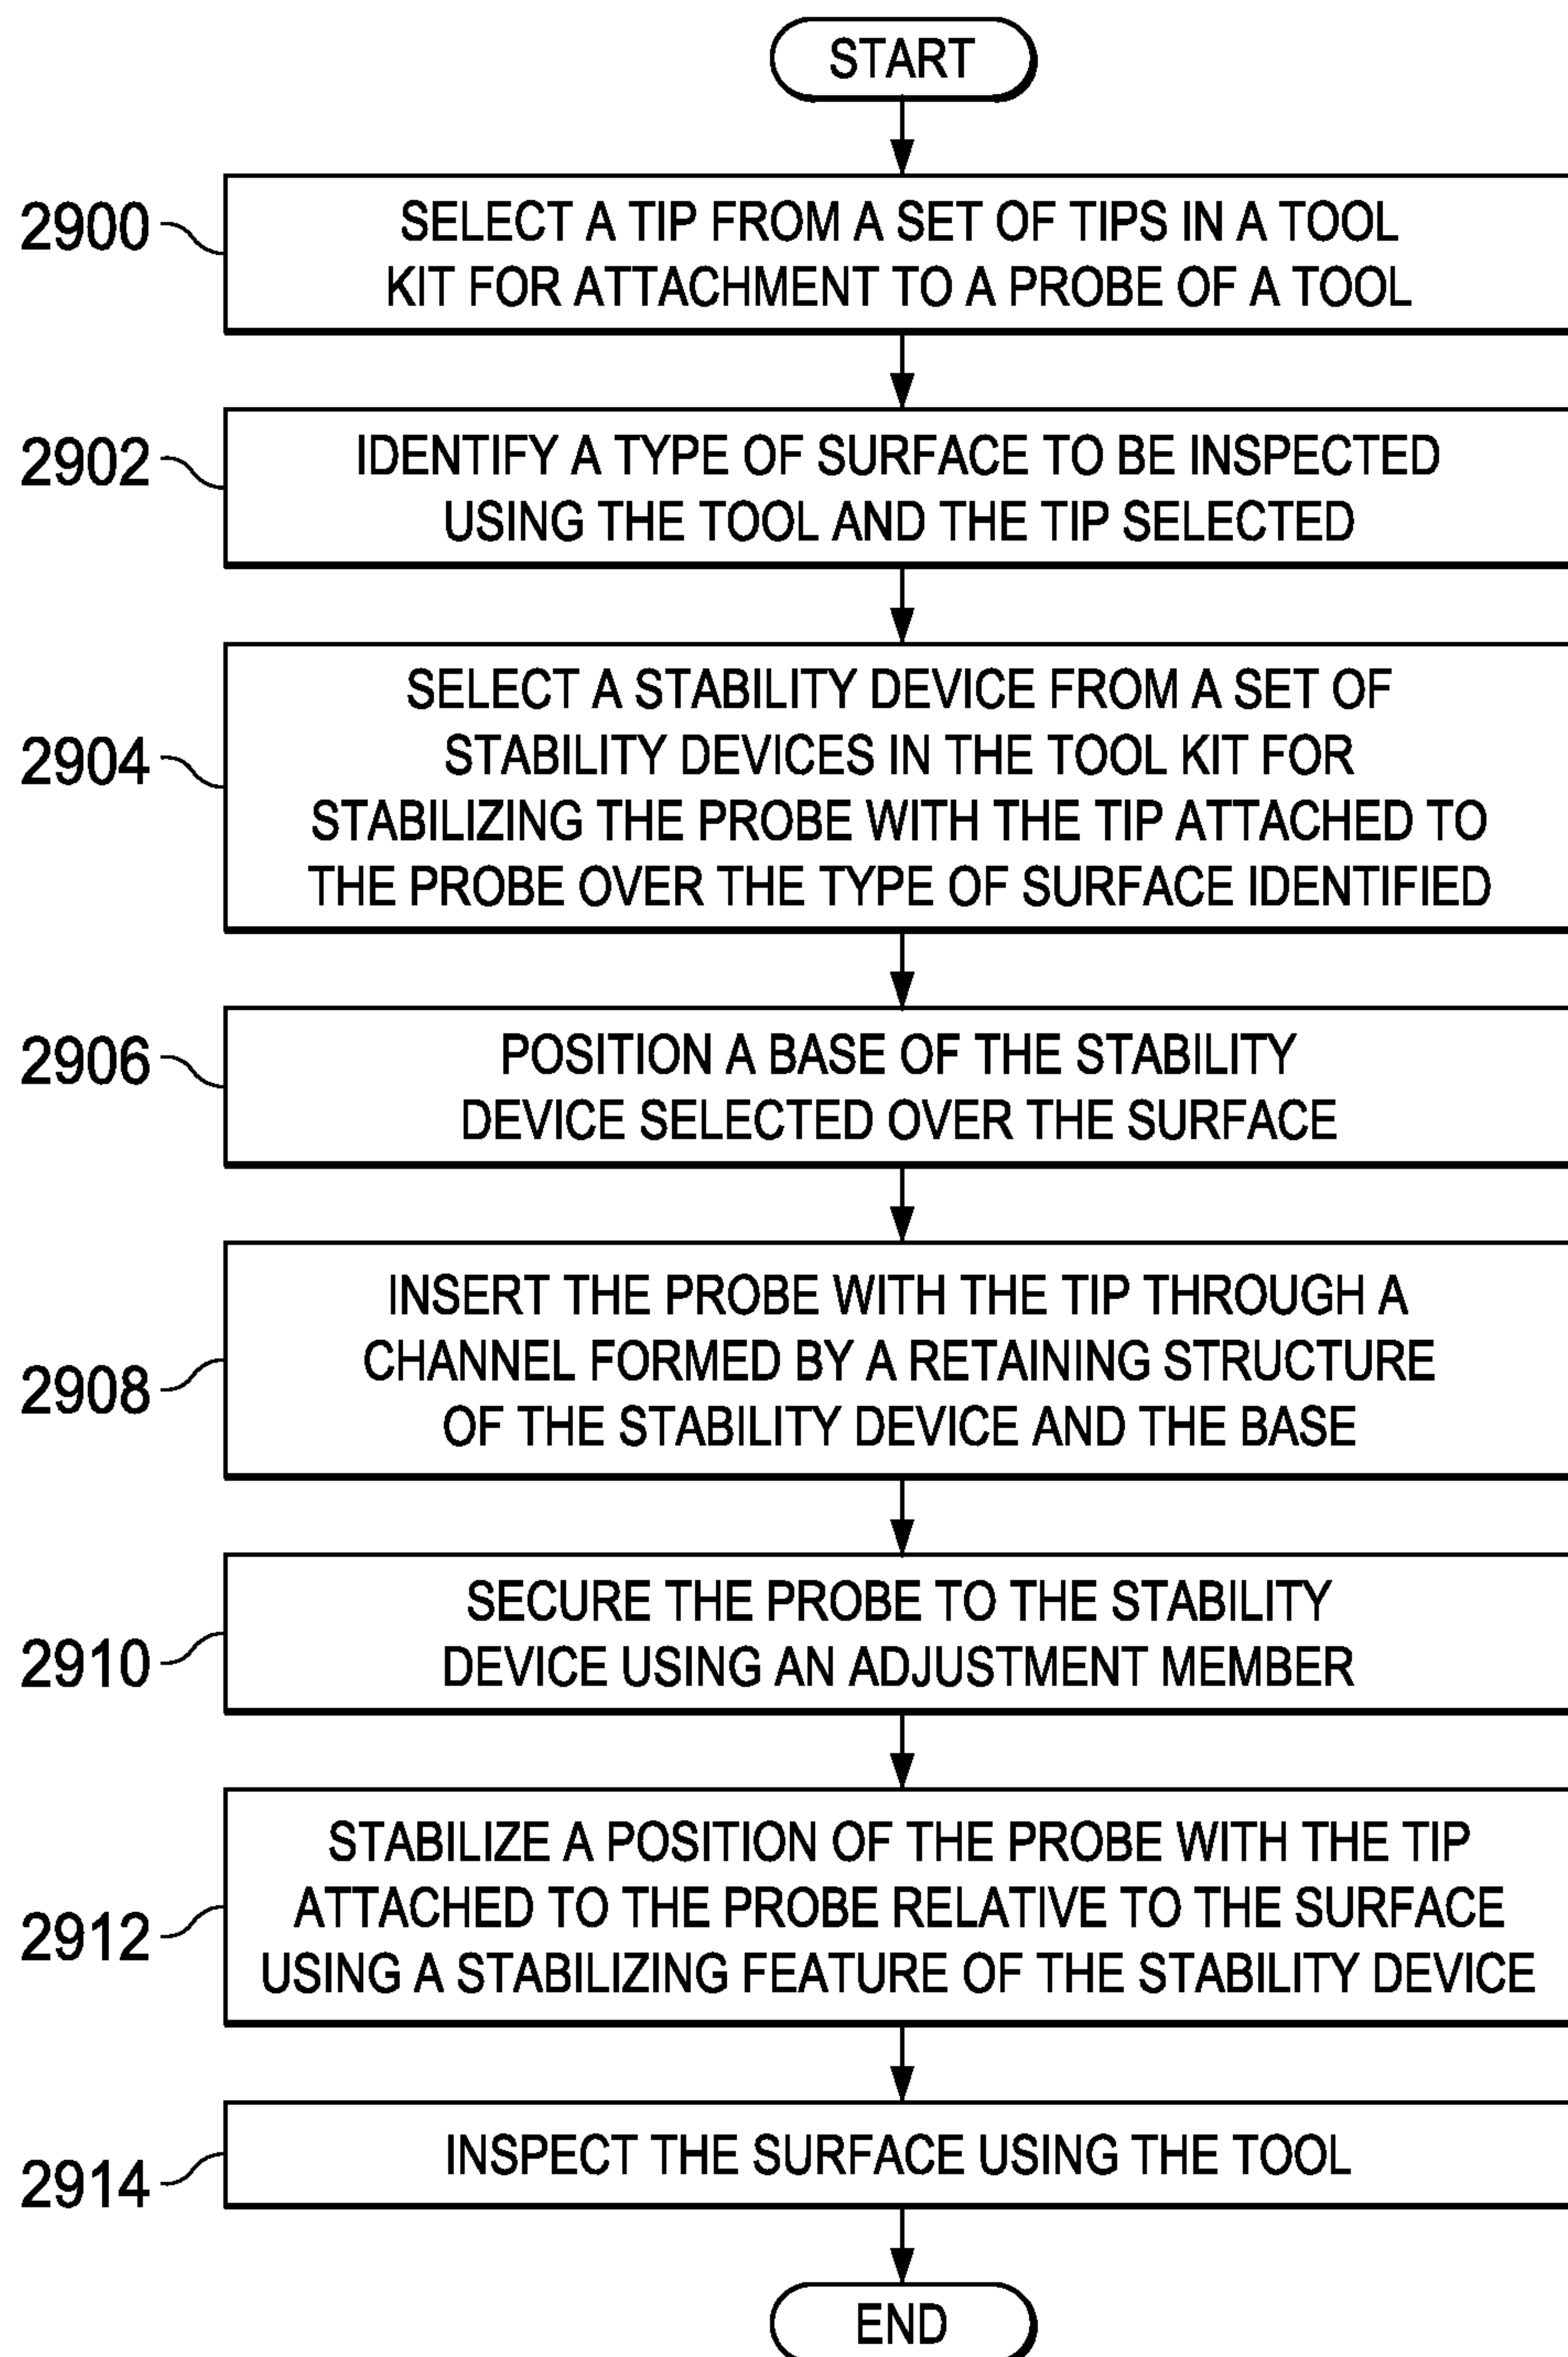 START
2900
SELECT A TIP FROM A SET OF TIPS IN A TOOL
KIT FOR ATTACHMENT TO A PROBE OF A TOOL
2902
IDENTIFY A TYPE OF SURFACE TO BE INSPECTED
USING THE TOOL AND THE TIP SELECTED
2904
SELECT A STABILITY DEVICE FROM A SET OF
STABILITY DEVICES IN THE TOOL KIT FOR
STABILIZING THE PROBE WITH THE TIP ATTACHED TO
THE PROBE OVER THE TYPE OF SURFACE IDENTIFIED
2906
POSITION A BASE OF THE STABILITY
DEVICE SELECTED OVER THE SURFACE
2908
INSERT THE PROBE WITH THE TIP THROUGH A
CHANNEL FORMED BY A RETAINING STRUCTURE
OF THE STABILITY DEVICE AND THE BASE
2910
SECURE THE PROBE TO THE STABILITY
DEVICE USING AN ADJUSTMENT MEMBER
2912
STABILIZE A POSITION OF THE PROBE WITH THE TIP
ATTACHED TO THE PROBE RELATIVE TO THE SURFACE
USING A STABILIZING FEATURE OF THE STABILITY DEVICE
2914
INSPECT THE SURFACE USING THE TOOL
END